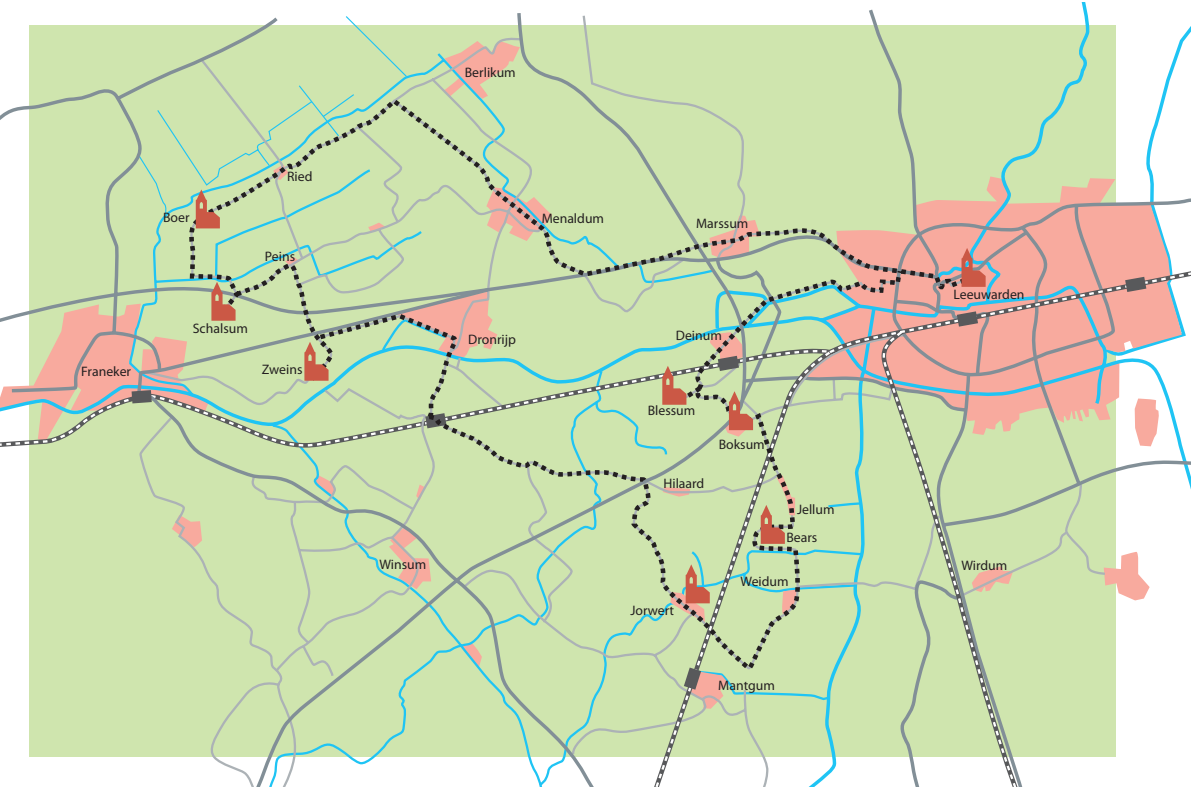 Berlikum
Ried
Boer
Menaldum
Marssum
Peins
Leeuwarden
Schalsum
Deinum
Dronrijp
Zweins
Franeker
Blessum
Boksum
Hilaard
Jellum
Bears
Winsum
Wirdum
Weidum
Jorwert
Mantgum